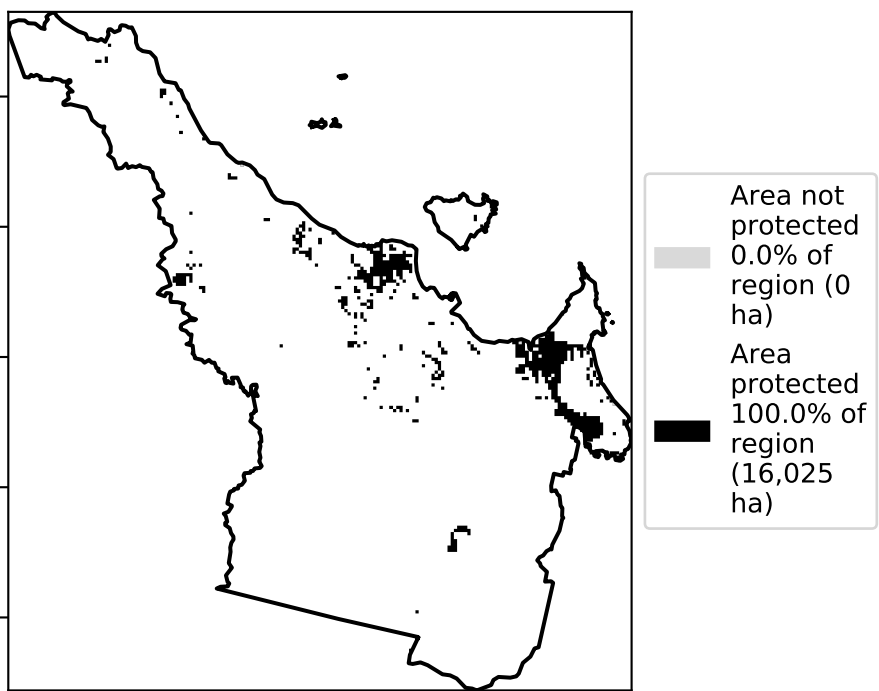 Area not
protected
0.0% of
region (0
ha)
Area
protected
100.0% of
region
(16,025
ha)